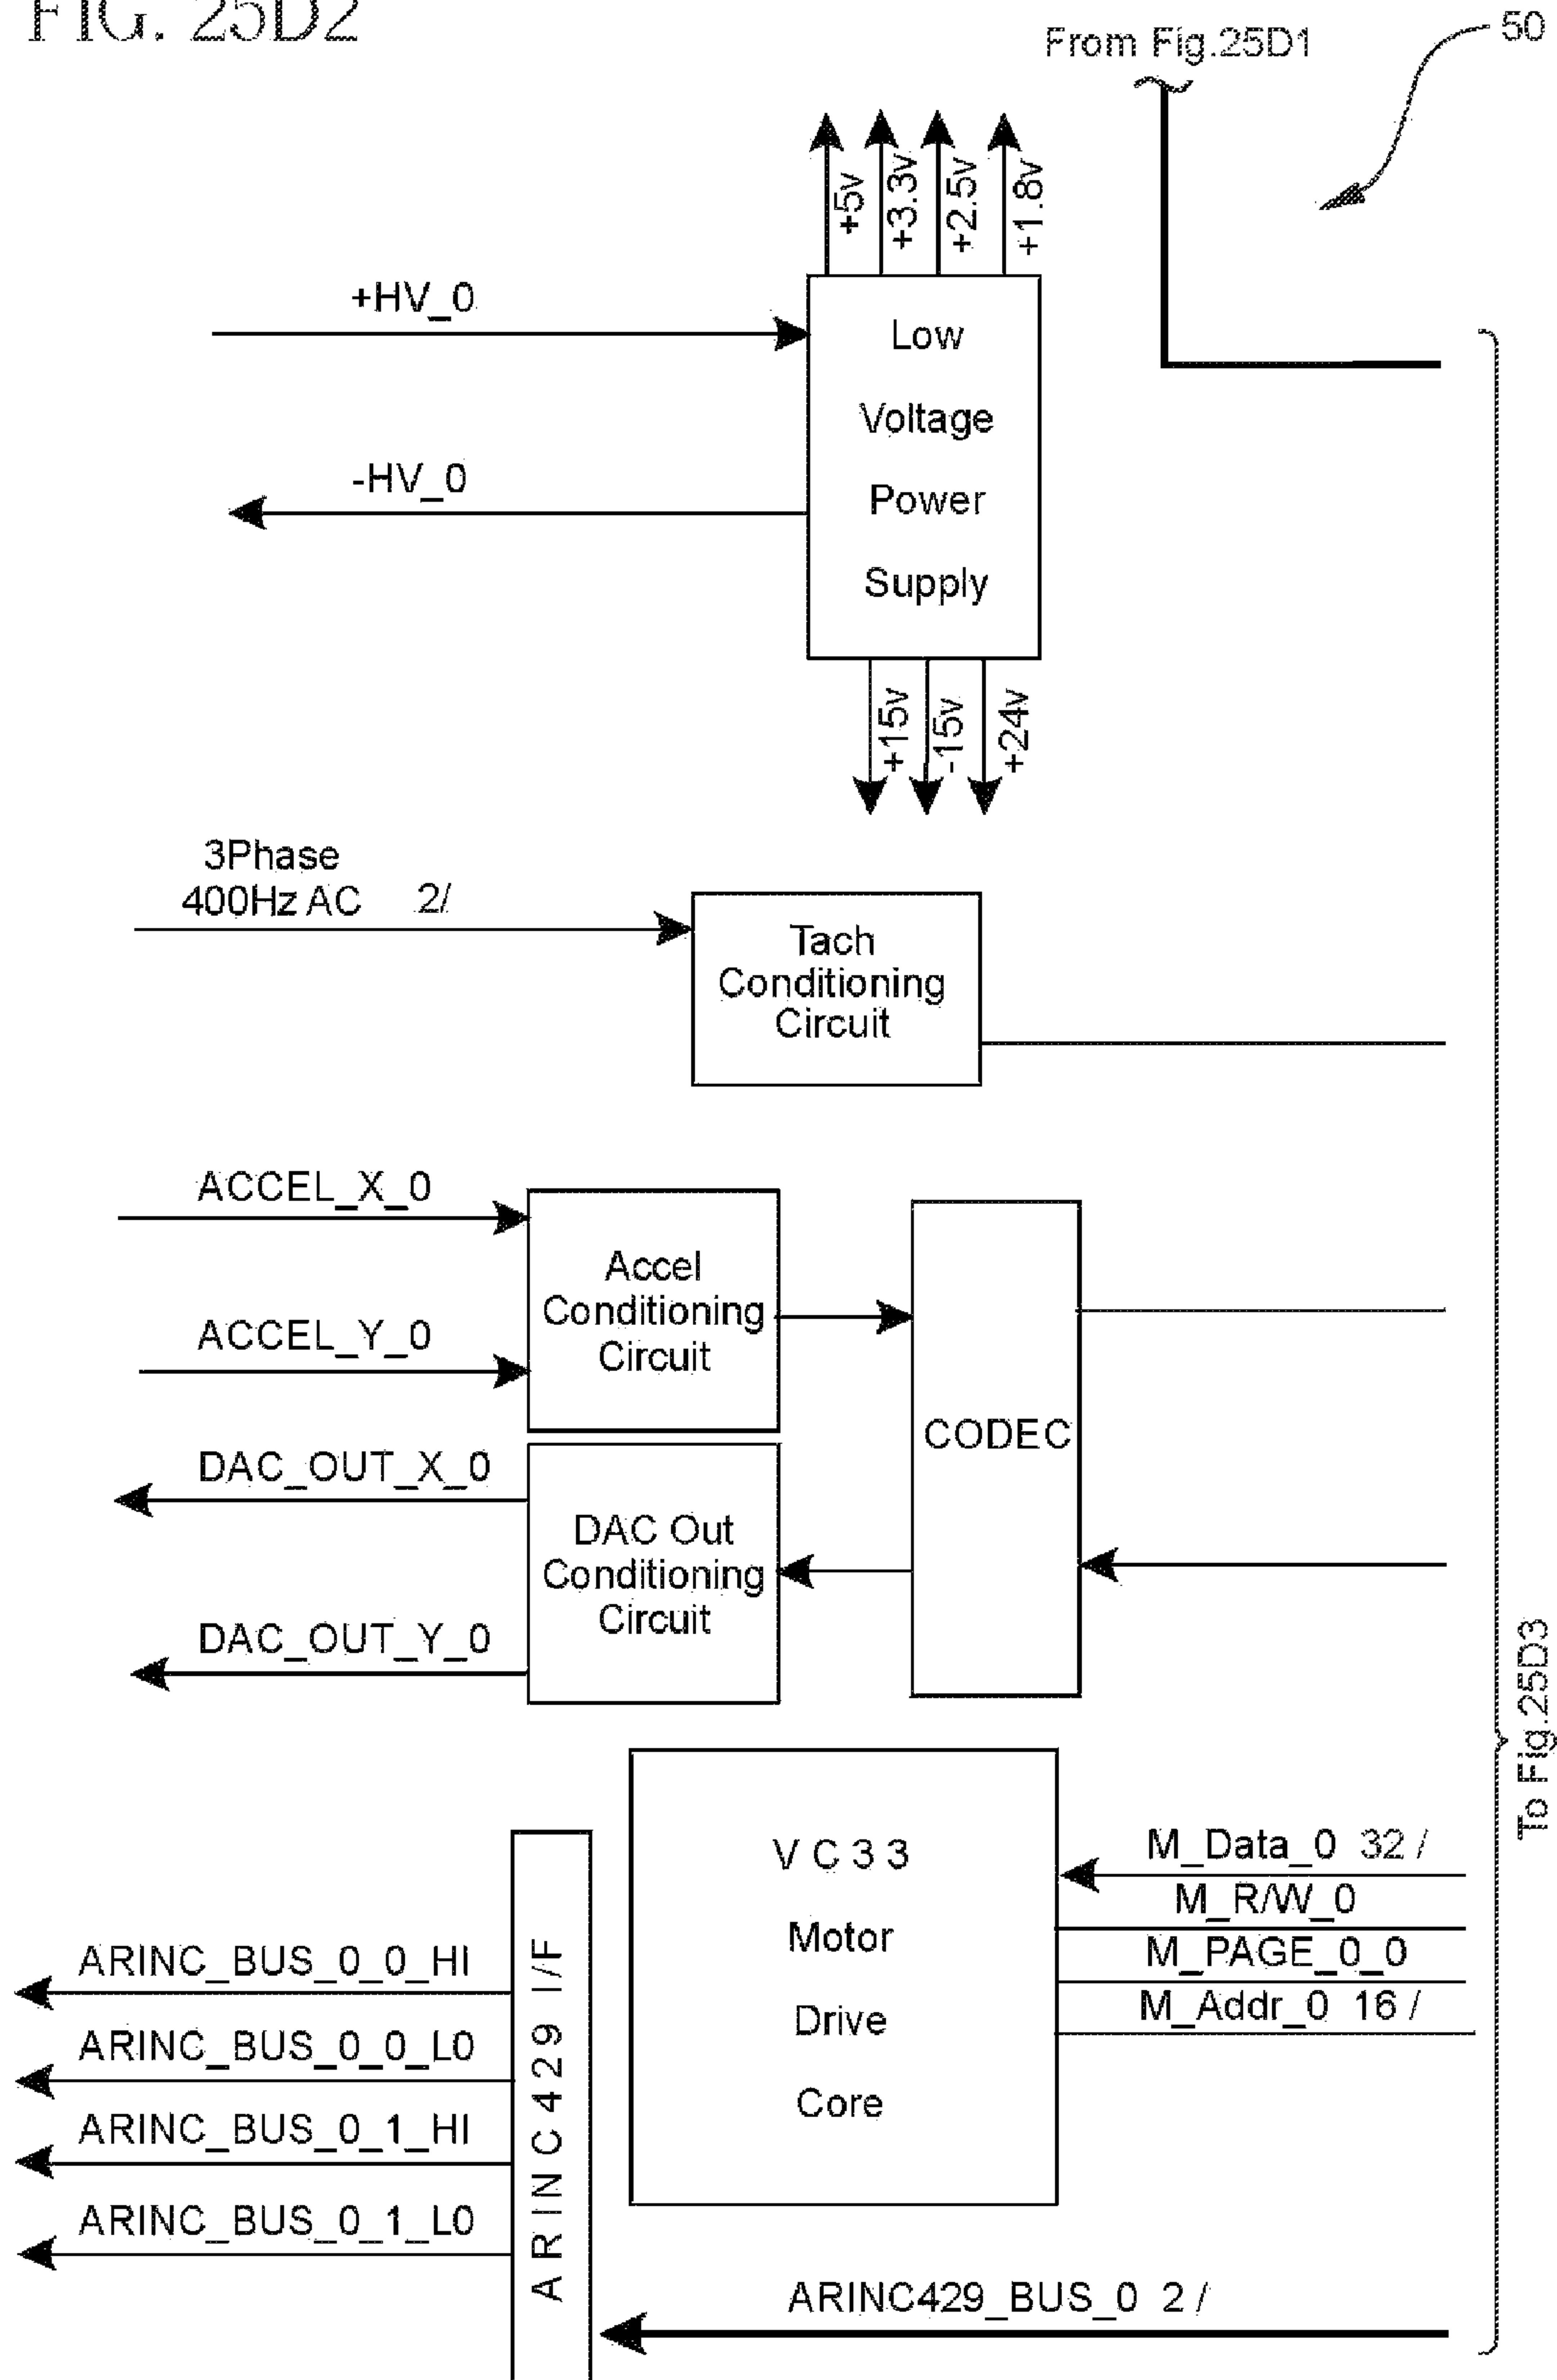 FIG. 25D2
From Fig.25D1
50
+5v
+3.3v
+2.5v
+1.8v
+HV_0
-HV_0
Low
Voltage
Power
Supply
+15v
-15v
+24v
3Phase
400Hz AC 2/
Tach
Conditioning
Circuit
ACCEL_X_0
ACCEL_Y_0
Accel
Conditioning
Circuit
CODEC
DAC_OUT_X_0
DAC_OUT_Y_0
DAC Out
Conditioning
Circuit
VC33
Motor
Drive
Core
M_Data_0 32 /
M_R/W_0
M_PAGE_0_0
M_Addr_0 16 /
To Fig.25D3
ARINC_BUS_0_0_HI
ARINC_BUS_0_0_L0
ARINC_BUS_0_1_HI
ARINC_BUS_0_1_L0
ARINC429 I/F
ARINC429_BUS_0 2 /